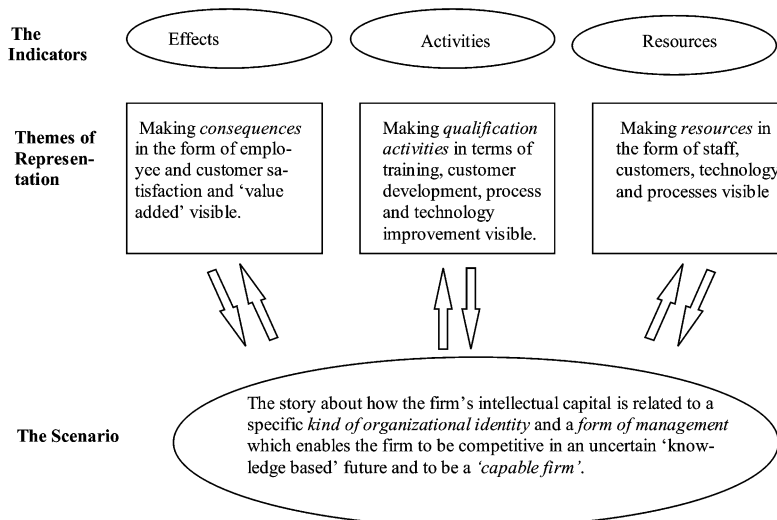 The
Indicators
Effects
Activities
Resources
Themes of
Represen-
tation
Making consequences
in the form of emplo-
yee and customer sa-
tisfaction and ‘value
added’ visible.
Making qualification
activities in terms of
training, customer
development, process
and technology
improvement visible.
Making resources in
the form of staff,
customers, technology
and processes visible
The Scenario
The story about how the firm’s intellectual capital is related to a
specific kind of organizational identity and a form of management
which enables the firm to be competitive in an uncertain ‘know-
ledge based’ future and to be a ‘capable firm’.